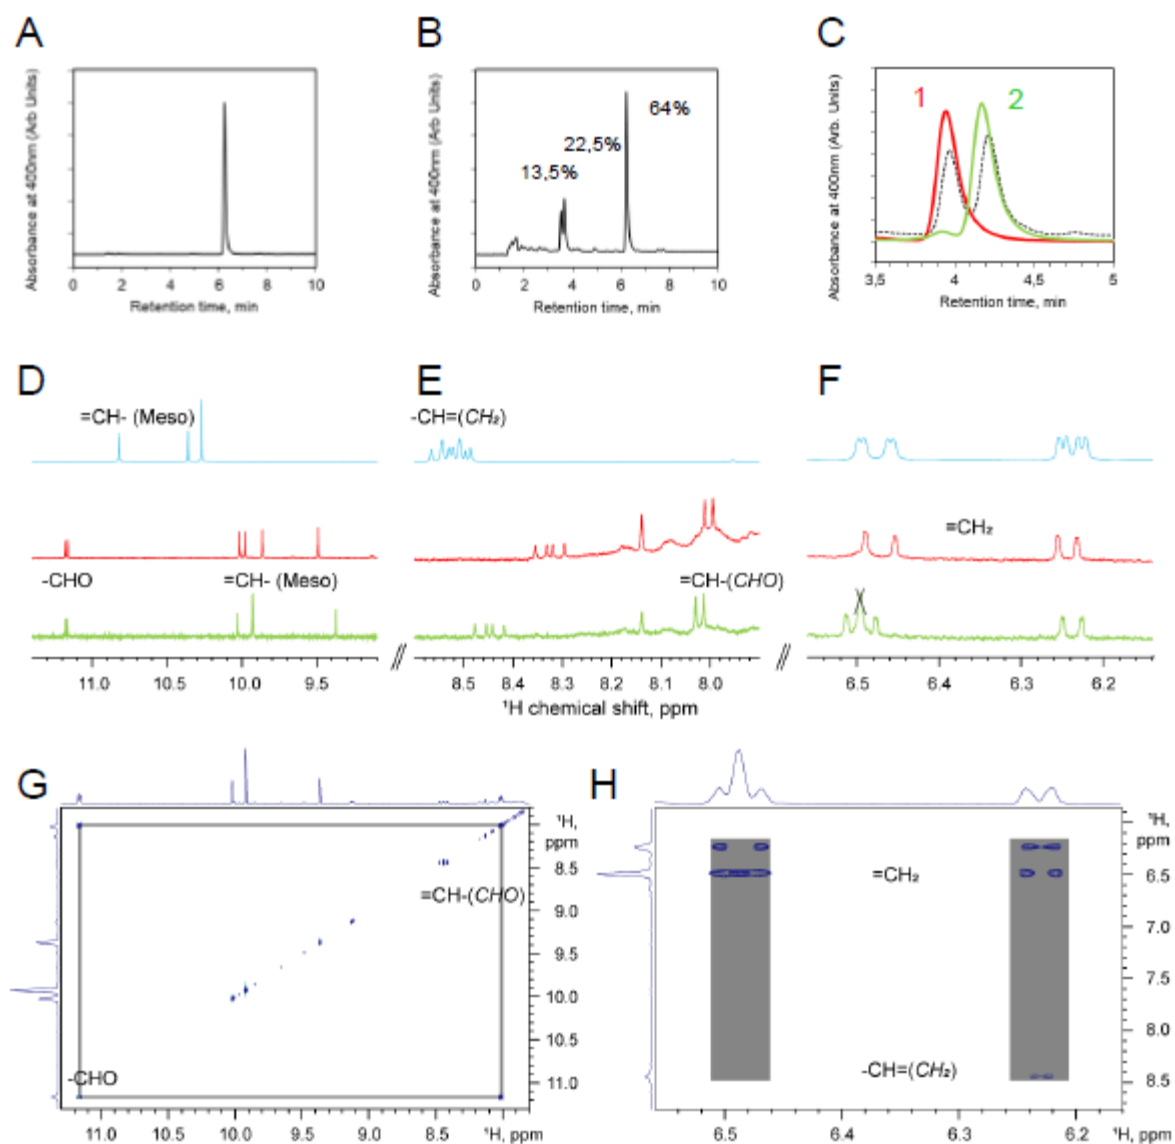 A
Absorbance at 400nm (Arb Units)
0 2 4 6 8 10
Retention time, min
B
Absorbance at 400nm (Arb Units)
13,5%
22,5%
64%
0 2 4 6 8 10
Retention time, min
C
Absorbance at 400nm (Arb. Units)
1
2
3,5 4 4,5 5
Retention time, min
D
=CH- (Meso)
-CHO
=CH- (Meso)
11.0 10.5 10.0 9.5
E
-CH=(CH₂)
=CH-(CHO)
8.5 8.4 8.3 8.2 8.1 8.0
F
=CH₂
6.5 6.4 6.3 6.2
//
//
¹H chemical shift, ppm
G
¹H,
ppm
8.5
=CH-(CHO)
9.0
9.5
10.0
10.5
-CHO
11.0
11.0 10.0 9.0 8.5 ¹H, ppm
H
¹H,
ppm
=CH₂
6.5
7.0
7.5
8.0
-CH=(CH₂)
8.5
6.5 6.4 6.3 6.2 ¹H, ppm